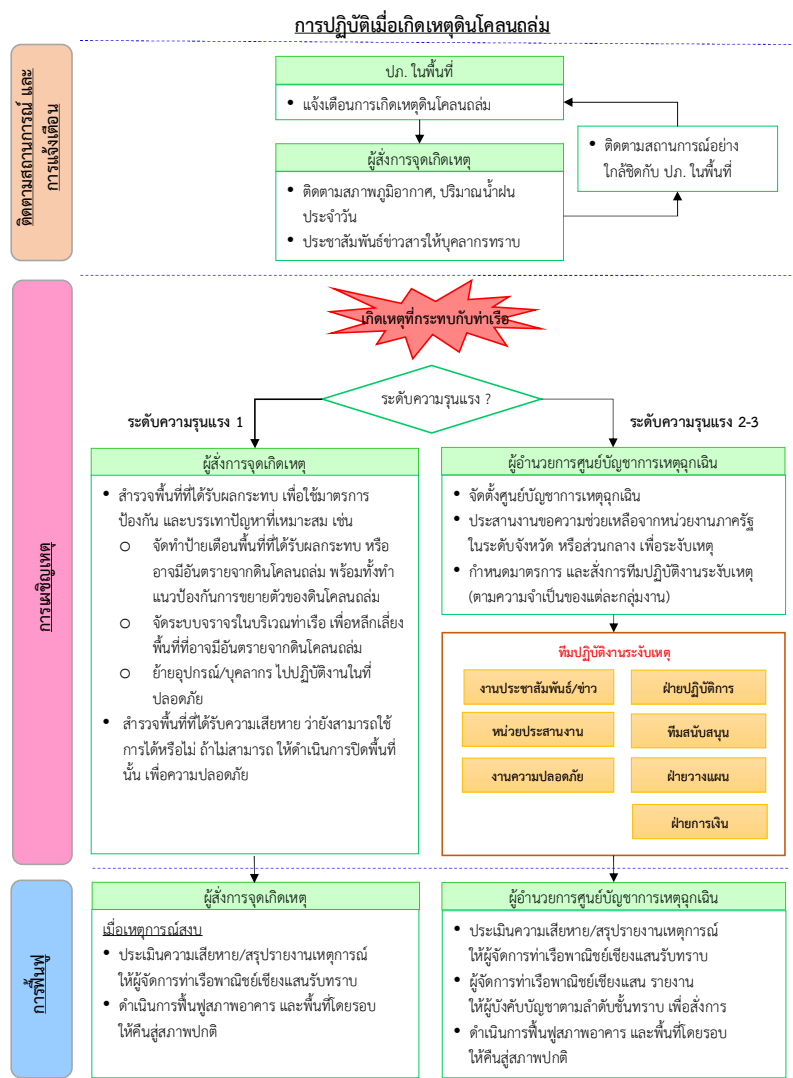 การปฏิบัติเมื่อเกิดเหตุดินโคลนถล่ม
ติดตามสถานการณ์ และ
การแจ้งเตือน
ปภ. ในพื้นที่
• แจ้งเตือนการเกิดเหตุดินโคลนถล่ม
ผู้สั่งการจุดเกิดเหตุ
• ติดตามสภาพภูมิอากาศ, ปริมาณน้ำฝน
ประจำวัน
• ประชาสัมพันธ์ข่าวสารให้บุคลากรทราบ
• ติดตามสถานการณ์อย่าง
ใกล้ชิดกับ ปภ. ในพื้นที่
การเผชิญเหตุ
เกิดเหตุที่กระทบกับท่าเรือ
ระดับความรุนแรง ?
ระดับความรุนแรง 1
ระดับความรุนแรง 2-3
ผู้สั่งการจุดเกิดเหตุ
• สำรวจพื้นที่ที่ได้รับผลกระทบ เพื่อใช้มาตรการ
ป้องกัน และบรรเทาปัญหาที่เหมาะสม เช่น
o จัดทำป้ายเตือนพื้นที่ที่ได้รับผลกระทบ หรือ
อาจมีอันตรายจากดินโคลนถล่ม พร้อมทั้งทำ
แนวป้องกันการขยายตัวของดินโคลนถล่ม
o จัดระบบจราจรในบริเวณท่าเรือ เพื่อหลีกเลี่ยง
พื้นที่ที่อาจมีอันตรายจากดินโคลนถล่ม
o ย้ายอุปกรณ์/บุคลากร ไปปฏิบัติงานในที่
ปลอดภัย
• สำรวจพื้นที่ที่ได้รับความเสียหาย ว่ายังสามารถใช้
การได้หรือไม่ ถ้าไม่สามารถ ให้ดำเนินการปิดพื้นที่
นั้น เพื่อความปลอดภัย
ผู้อำนวยการศูนย์บัญชาการเหตุฉุกเฉิน
• จัดตั้งศูนย์บัญชาการเหตุฉุกเฉิน
• ประสานงานขอความช่วยเหลือจากหน่วยงานภาครัฐ
ในระดับจังหวัด หรือส่วนกลาง เพื่อระงับเหตุ
• กำหนดมาตรการ และสั่งการทีมปฏิบัติงานระงับเหตุ
(ตามความจำเป็นของแต่ละกลุ่มงาน)
ทีมปฏิบัติงานระงับเหตุ
งานประชาสัมพันธ์/ข่าว
ฝ่ายปฏิบัติการ
หน่วยประสานงาน
ทีมสนับสนุน
งานความปลอดภัย
ฝ่ายวางแผน
ฝ่ายการเงิน
การฟื้นฟู
ผู้สั่งการจุดเกิดเหตุ
เมื่อเหตุการณ์สงบ
• ประเมินความเสียหาย/สรุปรายงานเหตุการณ์
ให้ผู้จัดการท่าเรือพาณิชย์เชียงแสนรับทราบ
• ดำเนินการฟื้นฟูสภาพอาคาร และพื้นที่โดยรอบ
ให้คืนสู่สภาพปกติ
ผู้อำนวยการศูนย์บัญชาการเหตุฉุกเฉิน
• ประเมินความเสียหาย/สรุปรายงานเหตุการณ์
ให้ผู้จัดการท่าเรือพาณิชย์เชียงแสนรับทราบ
• ผู้จัดการท่าเรือพาณิชย์เชียงแสน รายงาน
ให้ผู้บังคับบัญชาตามลำดับชั้นทราบ เพื่อสั่งการ
• ดำเนินการฟื้นฟูสภาพอาคาร และพื้นที่โดยรอบ
ให้คืนสู่สภาพปกติ